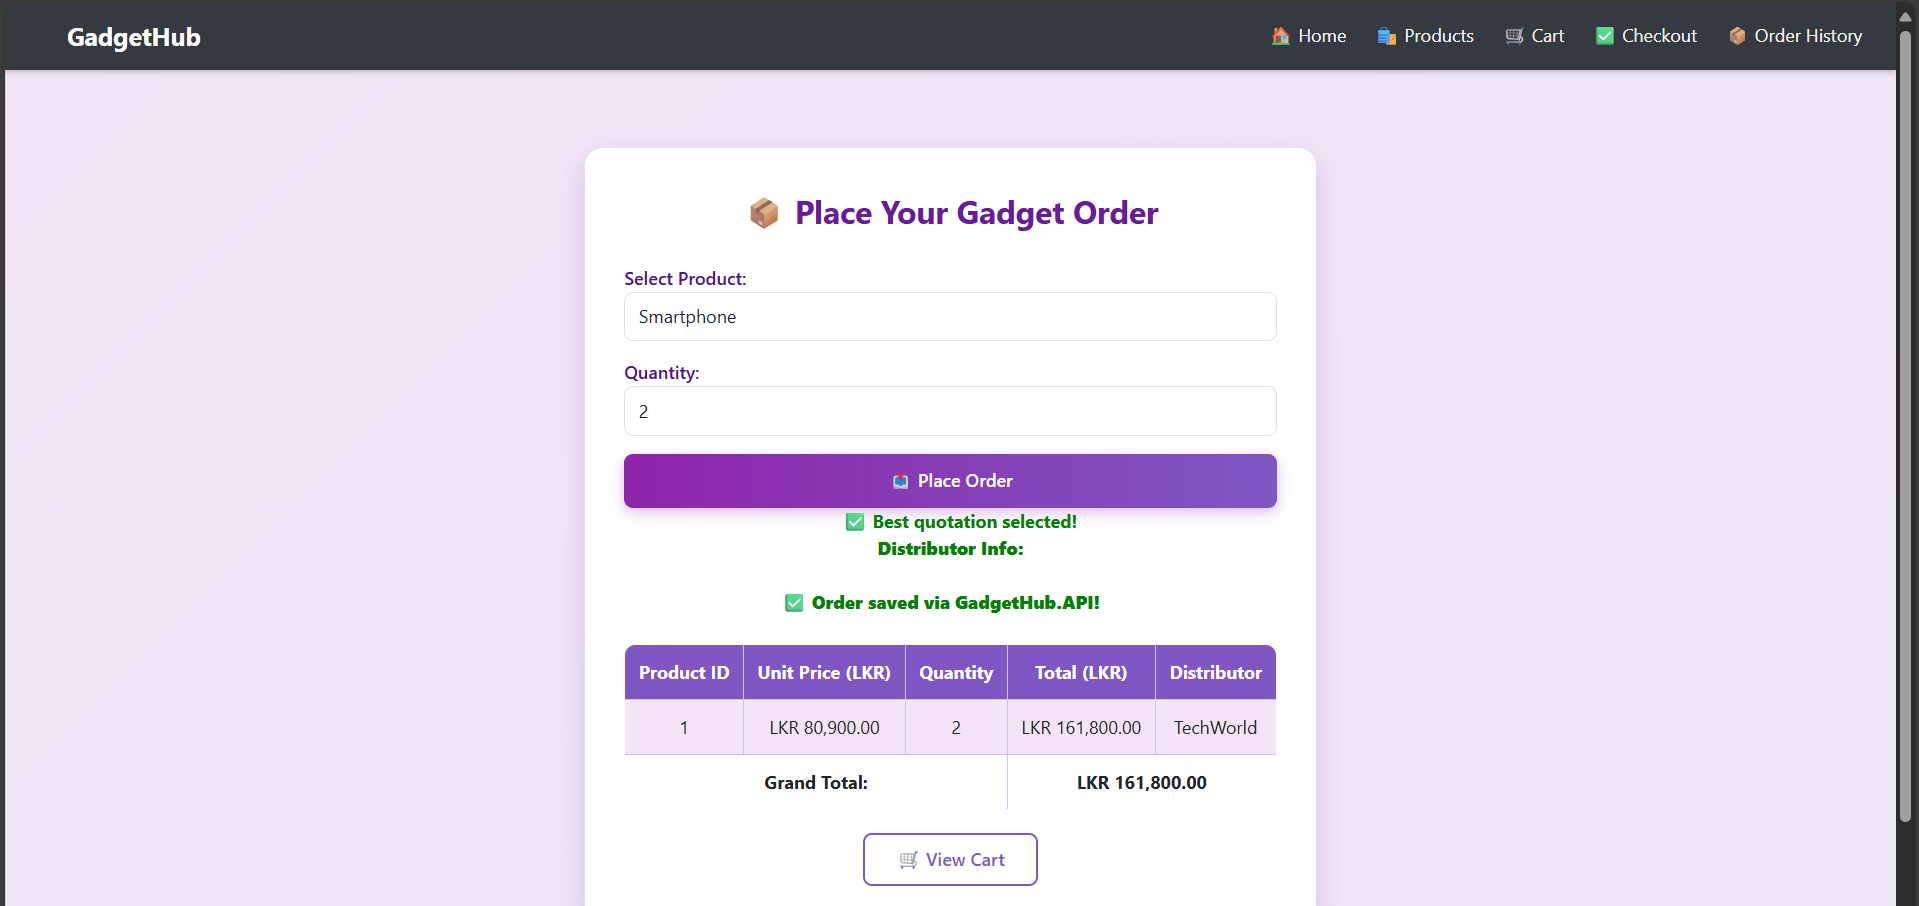 GadgetHub
Home Products Cart Checkout Order History
Place Your Gadget Order
Select Product:
Smartphone
Quantity:
2
Place Order
Best quotation selected!
Distributor Info:
Order saved via GadgetHub.API!
Product ID Unit Price (LKR) Quantity Total (LKR) Distributor
1 LKR 80,900.00 2 LKR 161,800.00 TechWorld
Grand Total: LKR 161,800.00
View Cart